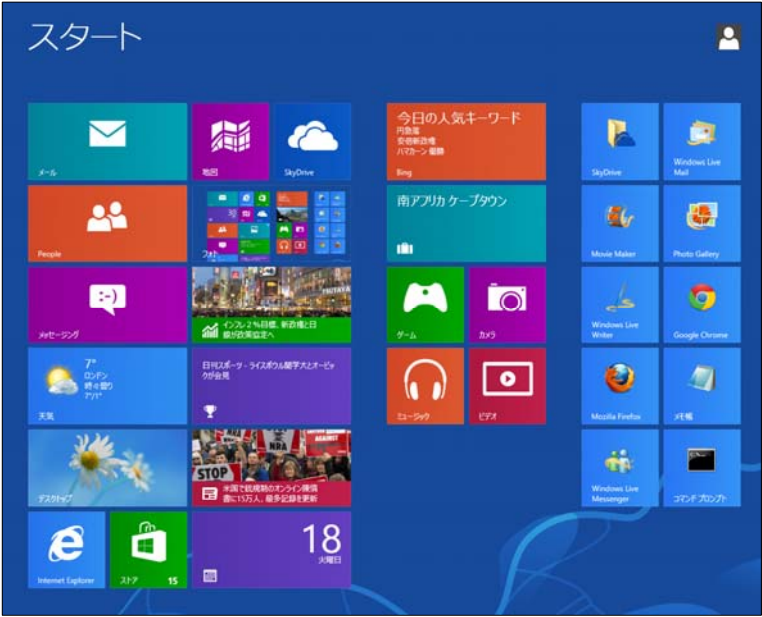 スタート
メール
地図
SkyDrive
People
フォト
メッセージング
TSUTAYA
インフレ2%目標、新政権と日
銀が政策協定へ
7°
ロンドン
時々曇り
7°/1°
天気
日刊スポーツ - ライスボウル関学大とオービッ
クが会見
デスクトップ
STOP
NRA
AGAINST
米国で銃規制のオンライン陳情
書に15万人、最多記録を更新
Internet Explorer
ストア
15
18
火曜日
今日の人気キーワード
円急落
安倍新政権
ハマカーン 優勝
Bing
南アフリカ ケープタウン
ゲーム
カメラ
ミュージック
ビデオ
SkyDrive
Windows Live
Mail
Movie Maker
Photo Gallery
Windows Live
Writer
Google Chrome
Mozilla Firefox
メモ帳
Windows Live
Messenger
コマンド プロンプト